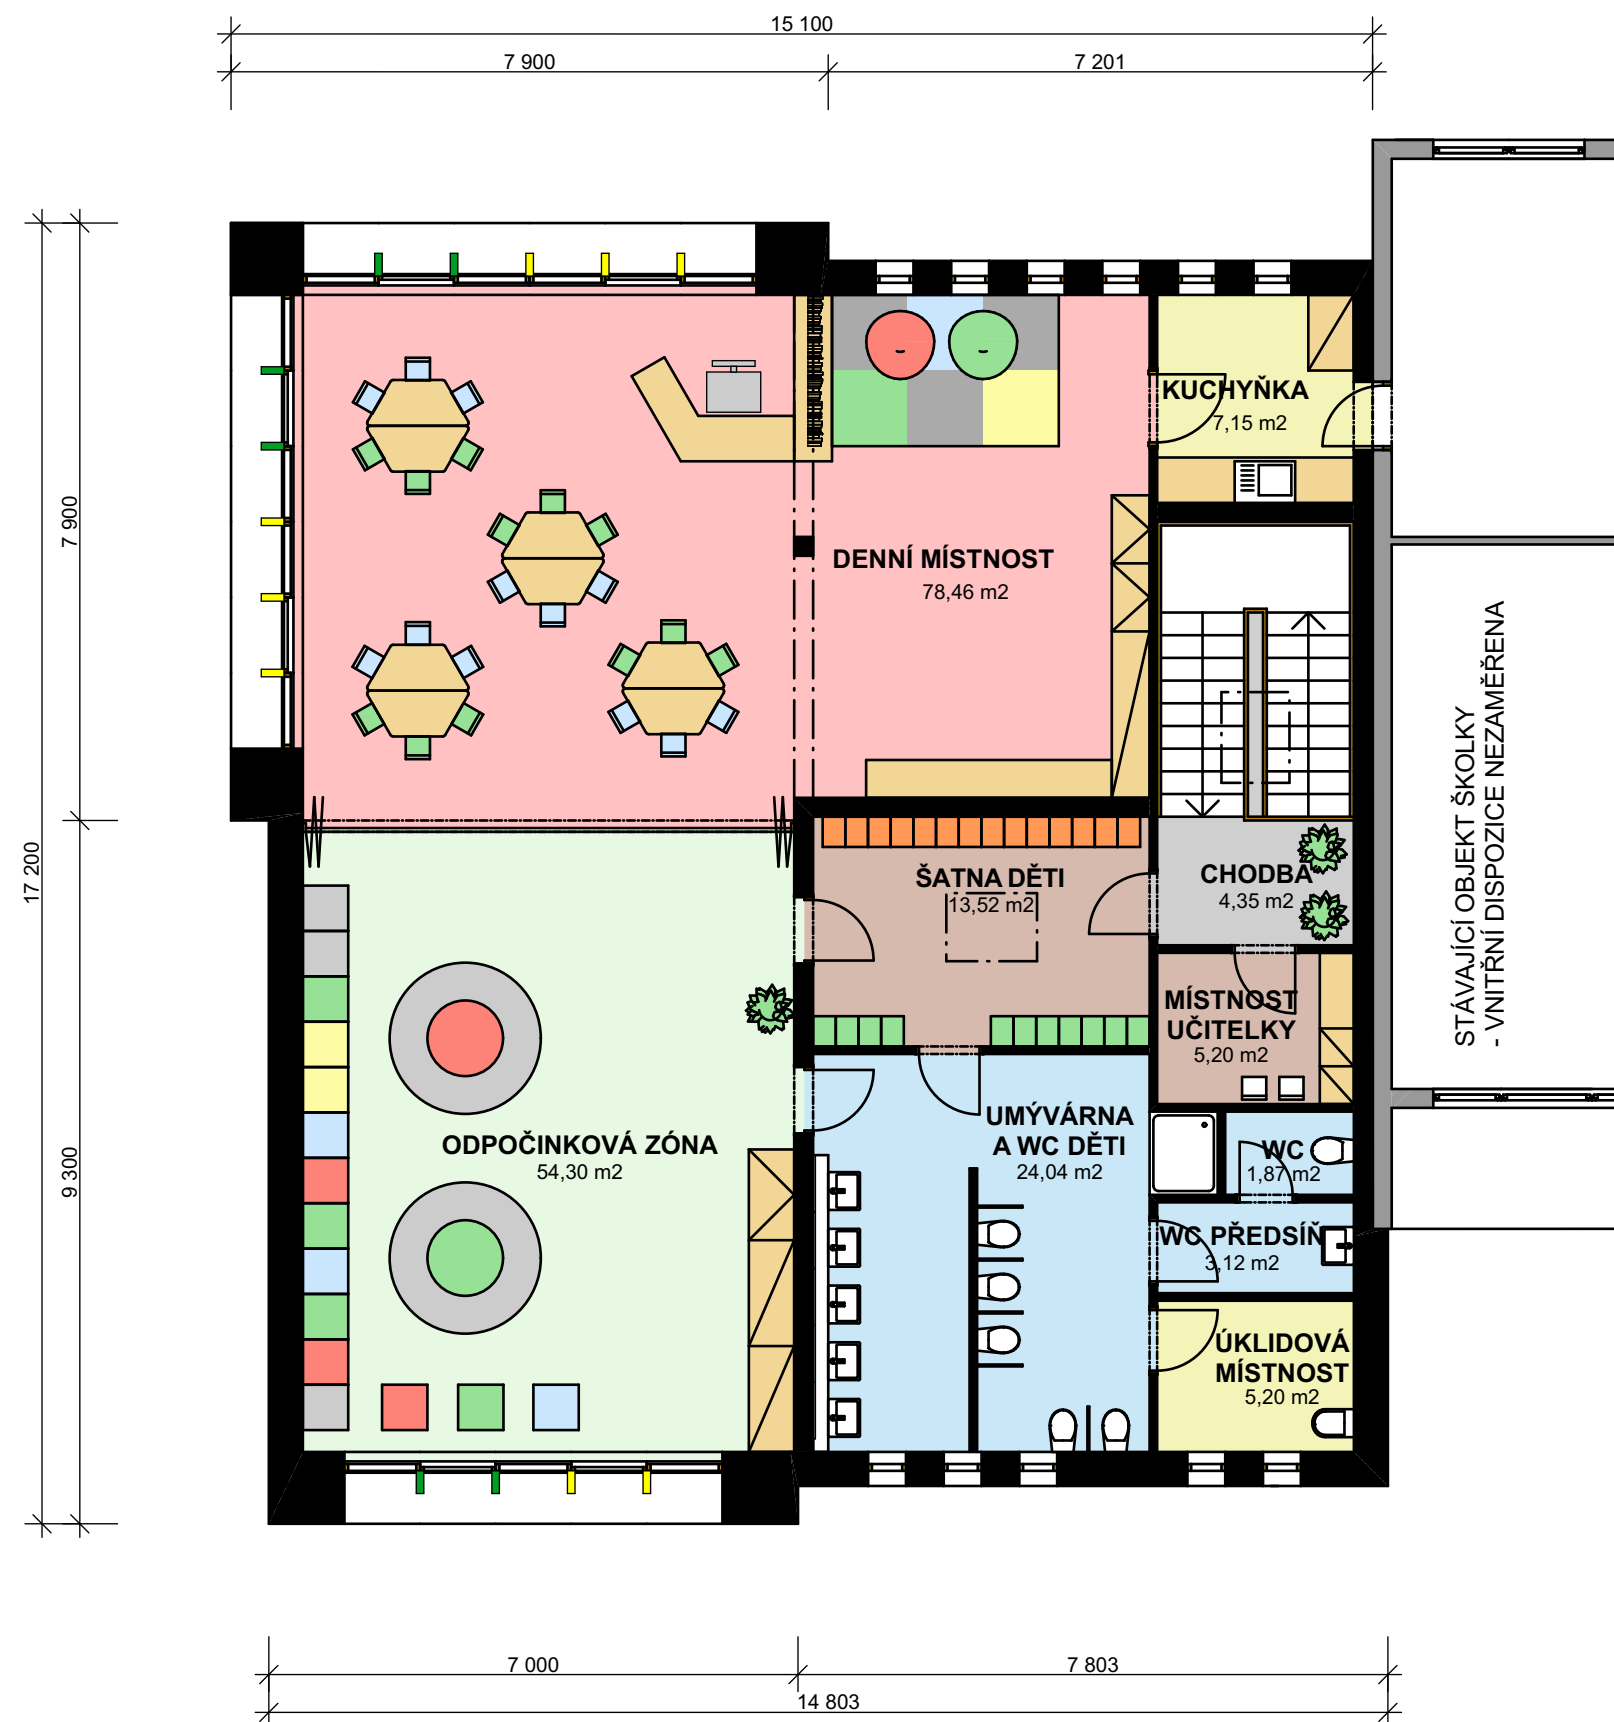 15 100
7 900
7 201
7 900
17 200
9 300
KUCHYŇKA
7,15 m2
DENNÍ MÍSTNOST
78,46 m2
STÁVAJÍCÍ OBJEKT ŠKOLKY
- VNITŘNÍ DISPOZICE NEZAMĚŘENA
ŠATNA DĚTI
13,52 m2
CHODBA
4,35 m2
MÍSTNOST
UČITELKY
5,20 m2
ODPOČINKOVÁ ZÓNA
54,30 m2
UMÝVÁRNA
A WC DĚTI
24,04 m2
WC
1,87 m2
WC PŘEDSÍŇ
3,12 m2
ÚKLIDOVÁ
MÍSTNOST
5,20 m2
7 000
7 803
14 803